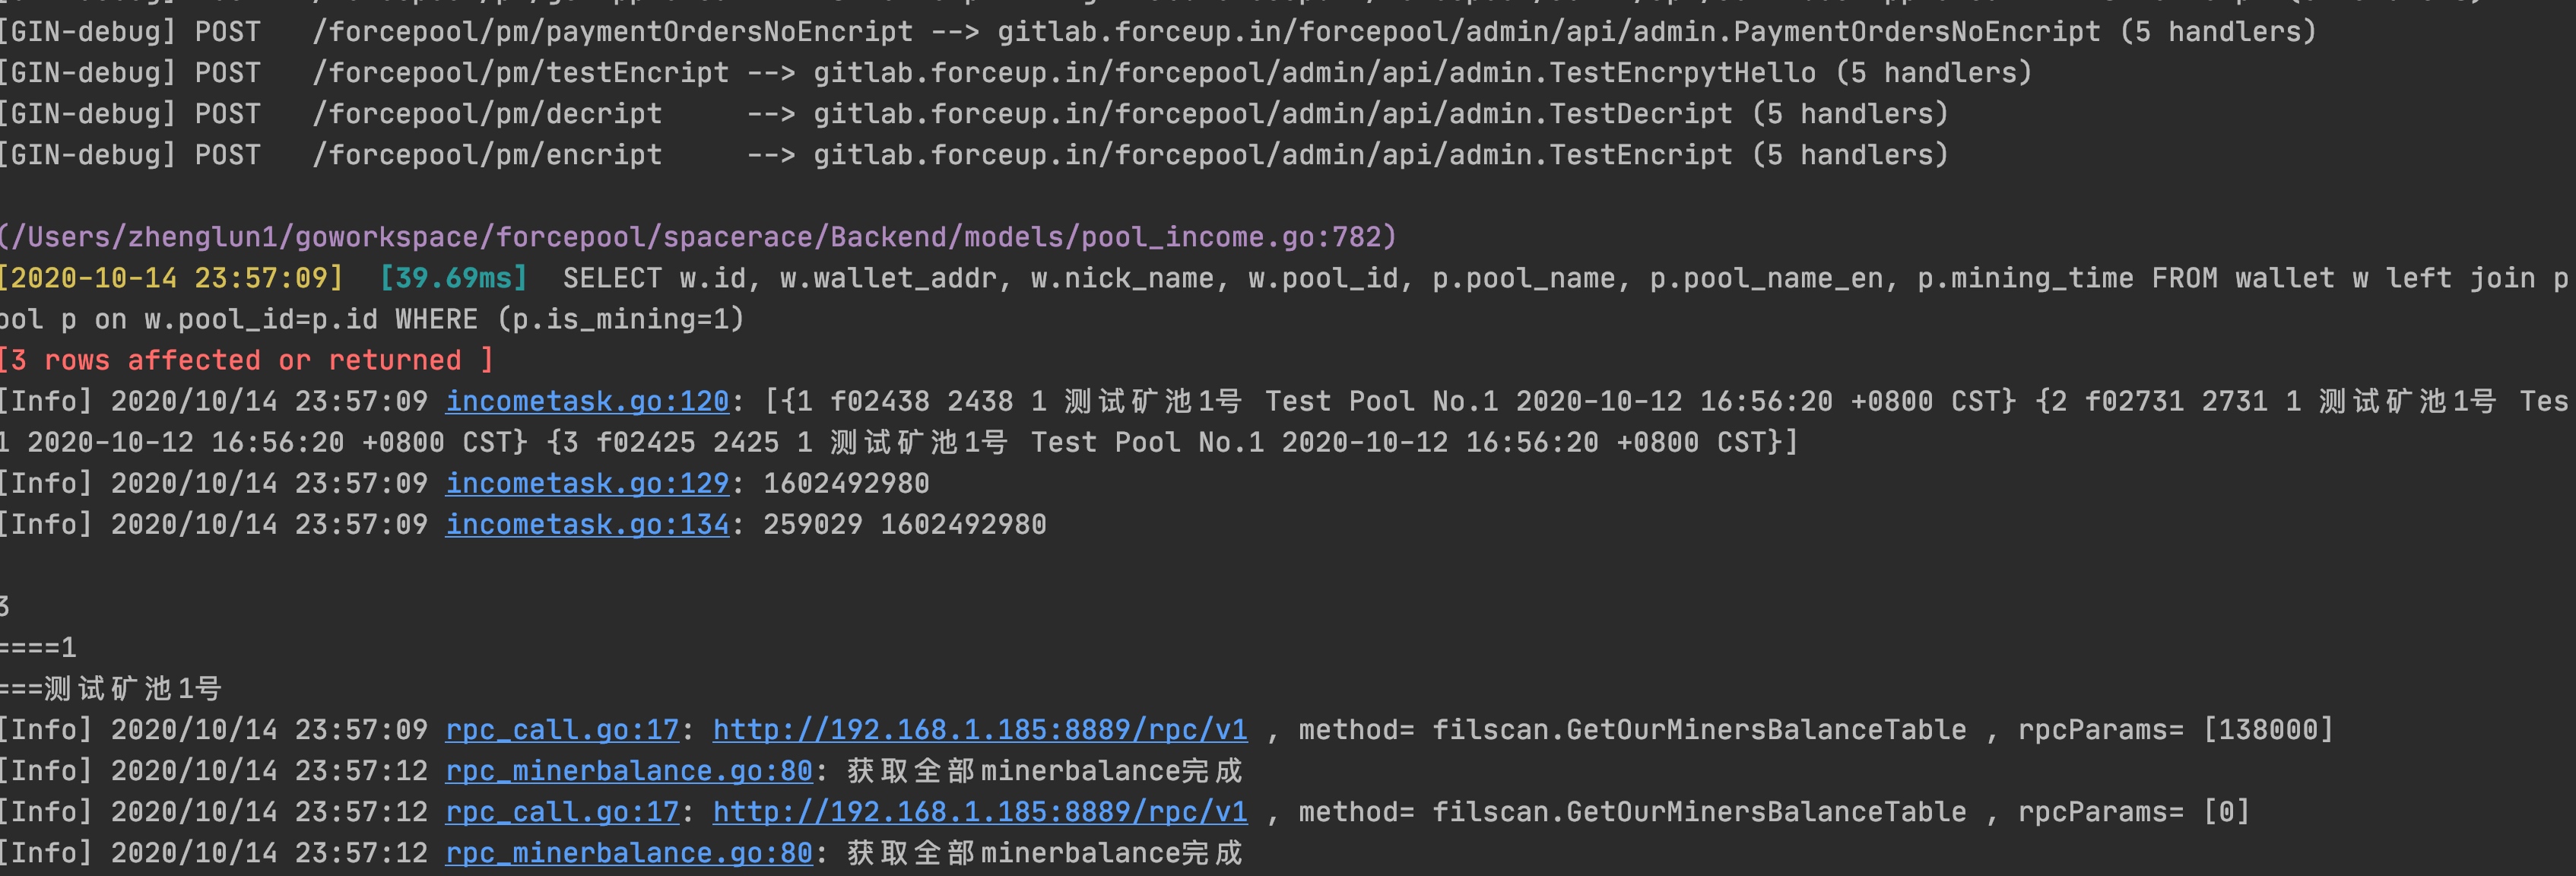 [GIN-debug] POST /forcepool/pm/paymentOrdersNoEncript --> gitlab.forceup.in/forcepool/admin/api/admin.PaymentOrdersNoEncript (5 handlers)
[GIN-debug] POST /forcepool/pm/testEncript --> gitlab.forceup.in/forcepool/admin/api/admin.TestEncrpytHello (5 handlers)
[GIN-debug] POST /forcepool/pm/decript --> gitlab.forceup.in/forcepool/admin/api/admin.TestDecript (5 handlers)
[GIN-debug] POST /forcepool/pm/encript --> gitlab.forceup.in/forcepool/admin/api/admin.TestEncript (5 handlers)
(/Users/zhenglun1/goworkspace/forcepool/spacerace/Backend/models/pool_income.go:782)
[2020-10-14 23:57:09] [39.69ms] SELECT w.id, w.wallet_addr, w.nick_name, w.pool_id, p.pool_name, p.pool_name_en, p.mining_time FROM wallet w left join p
ool p on w.pool_id=p.id WHERE (p.is_mining=1)
[3 rows affected or returned ]
[Info] 2020/10/14 23:57:09 incometask.go:120: [{1 f02438 2438 1 测试矿池1号 Test Pool No.1 2020-10-12 16:56:20 +0800 CST} {2 f02731 2731 1 测试矿池1号 Tes
1 2020-10-12 16:56:20 +0800 CST} {3 f02425 2425 1 测试矿池1号 Test Pool No.1 2020-10-12 16:56:20 +0800 CST}]
[Info] 2020/10/14 23:57:09 incometask.go:129: 1602492980
[Info] 2020/10/14 23:57:09 incometask.go:134: 259029 1602492980
3
====1
===测试矿池1号
[Info] 2020/10/14 23:57:09 rpc_call.go:17: http://192.168.1.185:8889/rpc/v1 , method= filscan.GetOurMinersBalanceTable , rpcParams= [138000]
[Info] 2020/10/14 23:57:12 rpc_minerbalance.go:80: 获取全部minerbalance完成
[Info] 2020/10/14 23:57:12 rpc_call.go:17: http://192.168.1.185:8889/rpc/v1 , method= filscan.GetOurMinersBalanceTable , rpcParams= [0]
[Info] 2020/10/14 23:57:12 rpc_minerbalance.go:80: 获取全部minerbalance完成